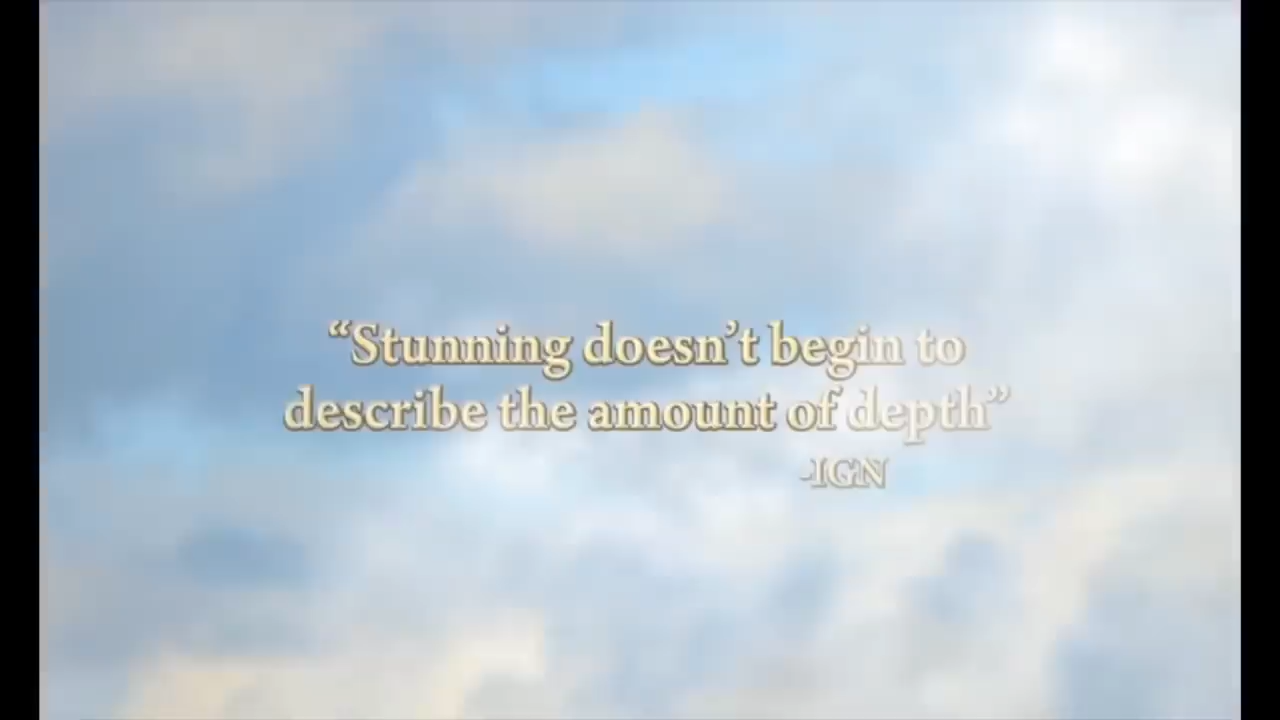 “Stunning doesn’t begin to
describe the amount of depth”
-IGN